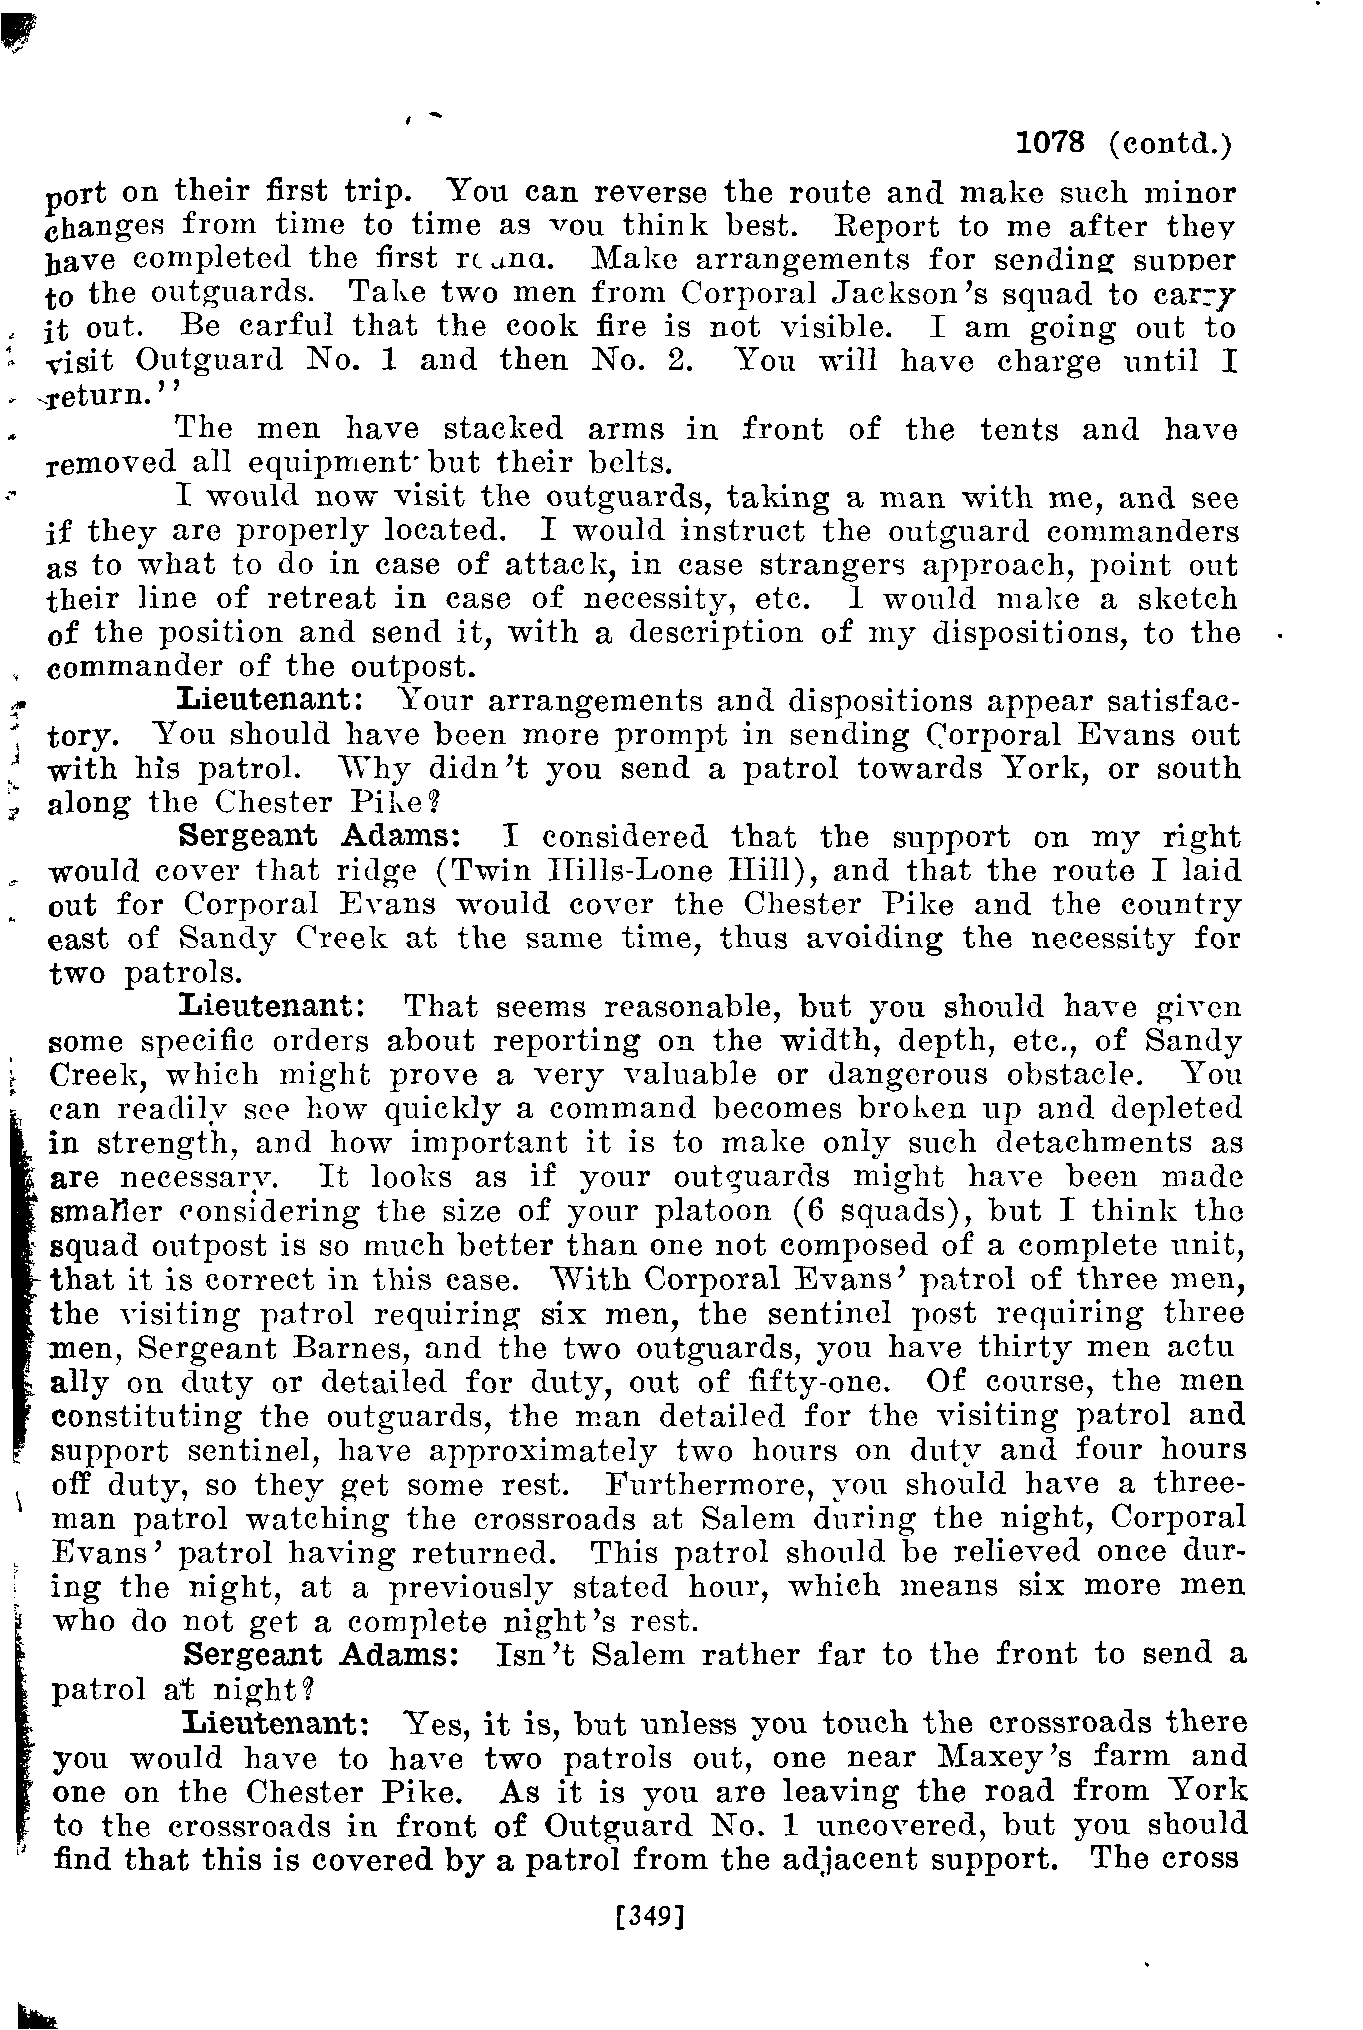 1078 (contd.)
port on their first trip. You can reverse the route and make such minor
changes from time to time as you think best. Report to me after they
have completed the first round. Make arrangements for sending supper
to the outguards. Take two men from Corporal Jackson's squad to carry
it out. Be carful that the cook fire is not visible. I am going out to
visit Outguard No. 1 and then No. 2. You will have charge until I
return.''
The men have stacked arms in front of the tents and have
removed all equipment but their belts.
I would now visit the outguards, taking a man with me, and see
if they are properly located. I would instruct the outguard commanders
as to what to do in case of attack, in case strangers approach, point out
their line of retreat in case of necessity, etc. I would make a sketch
of the position and send it, with a description of my dispositions, to the
commander of the outpost.
Lieutenant: Your arrangements and dispositions appear satisfac-
tory. You should have been more prompt in sending Corporal Evans out
with his patrol. Why didn't you send a patrol towards York, or south
along the Chester Pike?
Sergeant Adams: I considered that the support on my right
would cover that ridge (Twin Hills-Lone Hill), and that the route I laid
out for Corporal Evans would cover the Chester Pike and the country
east of Sandy Creek at the same time, thus avoiding the necessity for
two patrols.
Lieutenant: That seems reasonable, but you should have given
some specific orders about reporting on the width, depth, etc., of Sandy
Creek, which might prove a very valuable or dangerous obstacle. You
can readily see how quickly a command becomes broken up and depleted
in strength, and how important it is to make only such detachments as
are necessary. It looks as if your outguards might have been made
smaller considering the size of your platoon (6 squads), but I think the
squad outpost is so much better than one not composed of a complete unit,
that it is correct in this case. With Corporal Evans' patrol of three men,
the visiting patrol requiring six men, the sentinel post requiring three
men, Sergeant Barnes, and the two outguards, you have thirty men actu
ally on duty or detailed for duty, out of fifty-one. Of course, the men
constituting the outguards, the man detailed for the visiting patrol and
support sentinel, have approximately two hours on duty and four hours
off duty, so they get some rest. Furthermore, you should have a three-
man patrol watching the crossroads at Salem during the night, Corporal
Evans' patrol having returned. This patrol should be relieved once dur-
ing the night, at a previously stated hour, which means six more men
who do not get a complete night's rest.
Sergeant Adams: Isn't Salem rather far to the front to send a
patrol at night?
Lieutenant: Yes, it is, but unless you touch the crossroads there
you would have to have two patrols out, one near Maxey's farm and
one on the Chester Pike. As it is you are leaving the road from York
to the crossroads in front of Outguard No. 1 uncovered, but you should
find that this is covered by a patrol from the adjacent support. The cross
[349]